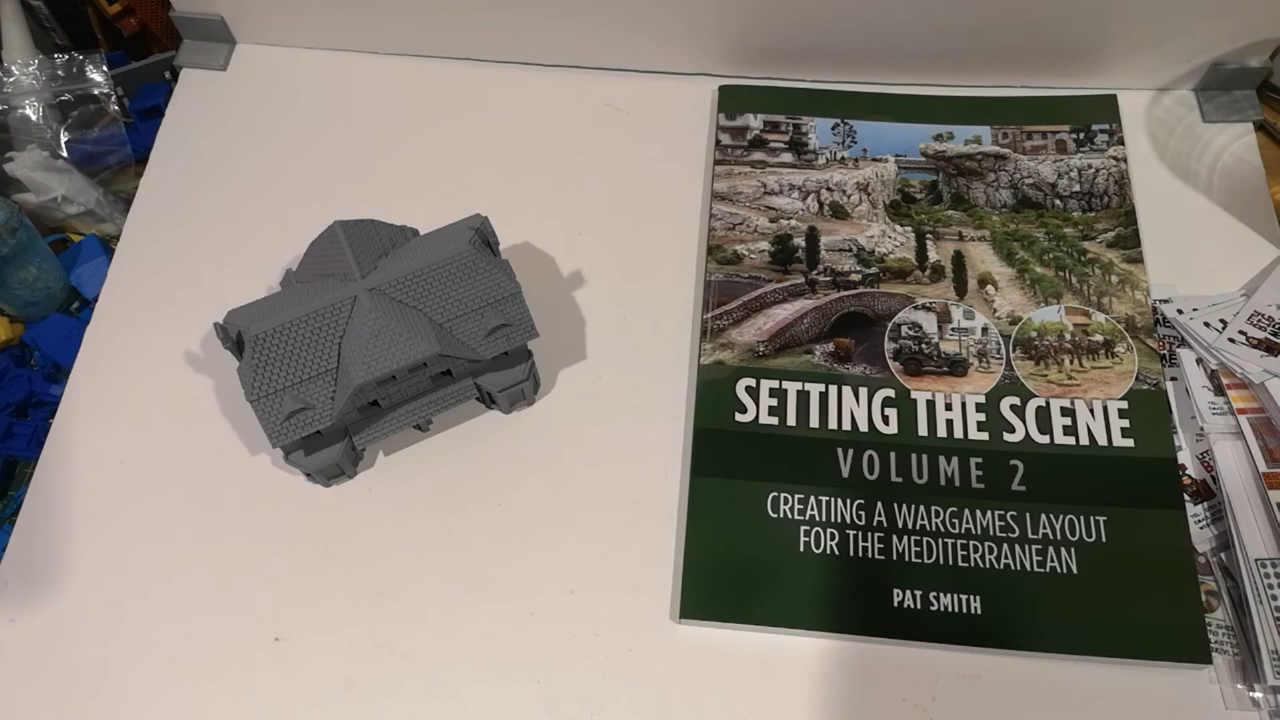 SETTING THE SCENE
VOLUME 2
CREATING A WARGAMES LAYOUT
FOR THE MEDITERRANEAN
PAT SMITH